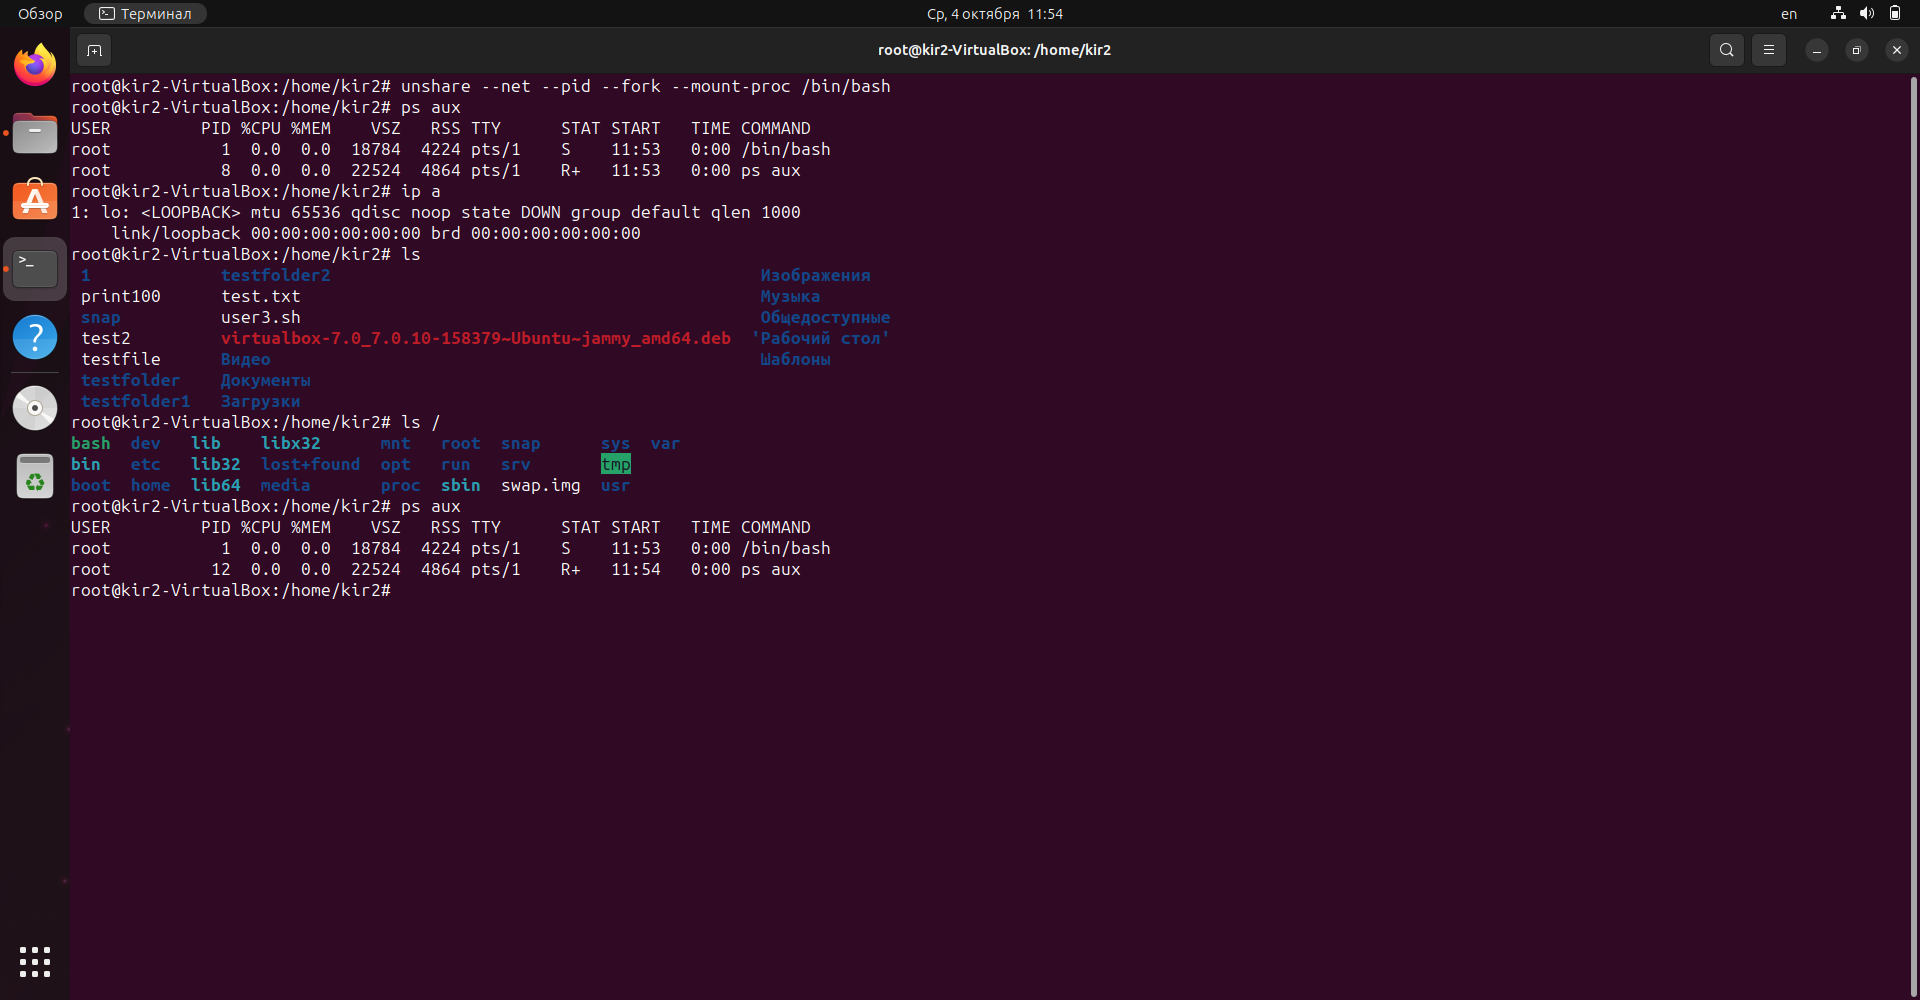 Обзор Терминал Ср, 4 октября 11:54 en
root@kir2-VirtualBox: /home/kir2
root@kir2-VirtualBox:/home/kir2# unshare --net --pid --fork --mount-proc /bin/bash
root@kir2-VirtualBox:/home/kir2# ps aux
USER         PID %CPU %MEM    VSZ   RSS TTY      STAT START   TIME COMMAND
root           1  0.0  0.0  18784  4224 pts/1    S    11:53   0:00 /bin/bash
root           8  0.0  0.0  22524  4864 pts/1    R+   11:53   0:00 ps aux
root@kir2-VirtualBox:/home/kir2# ip a
1: lo: <LOOPBACK> mtu 65536 qdisc noop state DOWN group default qlen 1000
    link/loopback 00:00:00:00:00:00 brd 00:00:00:00:00:00
root@kir2-VirtualBox:/home/kir2# ls
 1             testfolder2                                           Изображения
 print100      test.txt                                              Музыка
 snap          user3.sh                                              Общедоступные
 test2         virtualbox-7.0_7.0.10-158379~Ubuntu~jammy_amd64.deb  'Рабочий стол'
 testfile      Видео                                                 Шаблоны
 testfolder    Документы
 testfolder1   Загрузки
root@kir2-VirtualBox:/home/kir2# ls /
bash  dev   lib    libx32      mnt   root  snap      sys  var
bin   etc   lib32  lost+found  opt   run   srv       tmp
boot  home  lib64  media       proc  sbin  swap.img  usr
root@kir2-VirtualBox:/home/kir2# ps aux
USER         PID %CPU %MEM    VSZ   RSS TTY      STAT START   TIME COMMAND
root           1  0.0  0.0  18784  4224 pts/1    S    11:53   0:00 /bin/bash
root          12  0.0  0.0  22524  4864 pts/1    R+   11:54   0:00 ps aux
root@kir2-VirtualBox:/home/kir2#